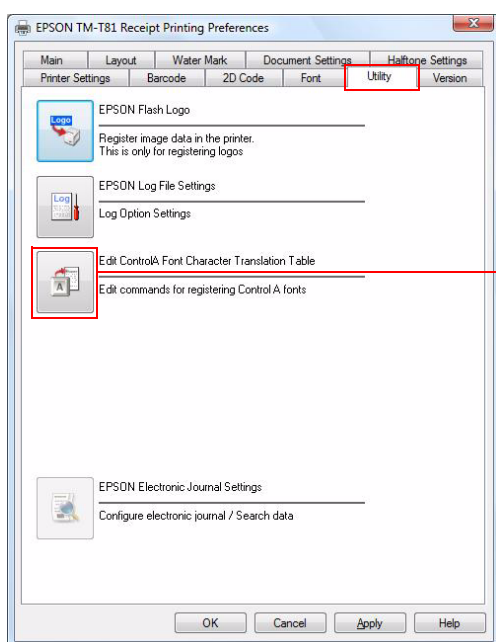 EPSON TM-T81 Receipt Printing Preferences
Main Layout Water Mark Document Settings Halftone Settings
Printer Settings Barcode 2D Code Font Utility Version
Logo
EPSON Flash Logo
Register image data in the printer.
This is only for registering logos
Log
EPSON Log File Settings
Log Option Settings
Edit ControlA Font Character Translation Table
A
Edit commands for registering Control A fonts
EPSON Electronic Journal Settings
Configure electronic journal / Search data
OK Cancel Apply Help